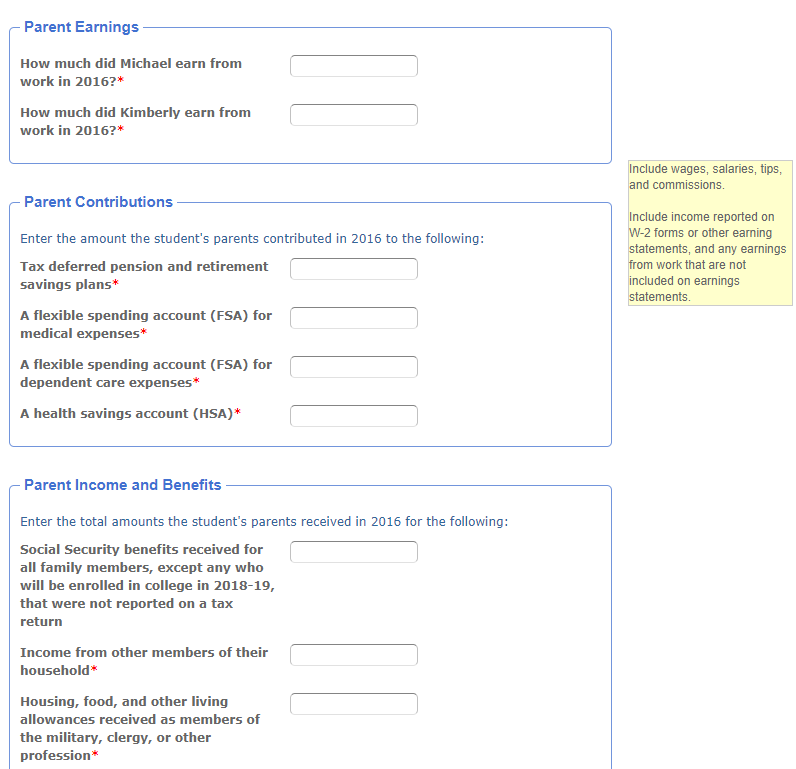 Parent Earnings
How much did Michael earn from
work in 2016?*
How much did Kimberly earn from
work in 2016?*
Include wages, salaries, tips,
and commissions.
Include income reported on
W-2 forms or other earning
statements, and any earnings
from work that are not
included on earnings
statements.
Parent Contributions
Enter the amount the student's parents contributed in 2016 to the following:
Tax deferred pension and retirement
savings plans*
A flexible spending account (FSA) for
medical expenses*
A flexible spending account (FSA) for
dependent care expenses*
A health savings account (HSA)*
Parent Income and Benefits
Enter the total amounts the student's parents received in 2016 for the following:
Social Security benefits received for
all family members, except any who
will be enrolled in college in 2018-19,
that were not reported on a tax
return
Income from other members of their
household*
Housing, food, and other living
allowances received as members of
the military, clergy, or other
profession*